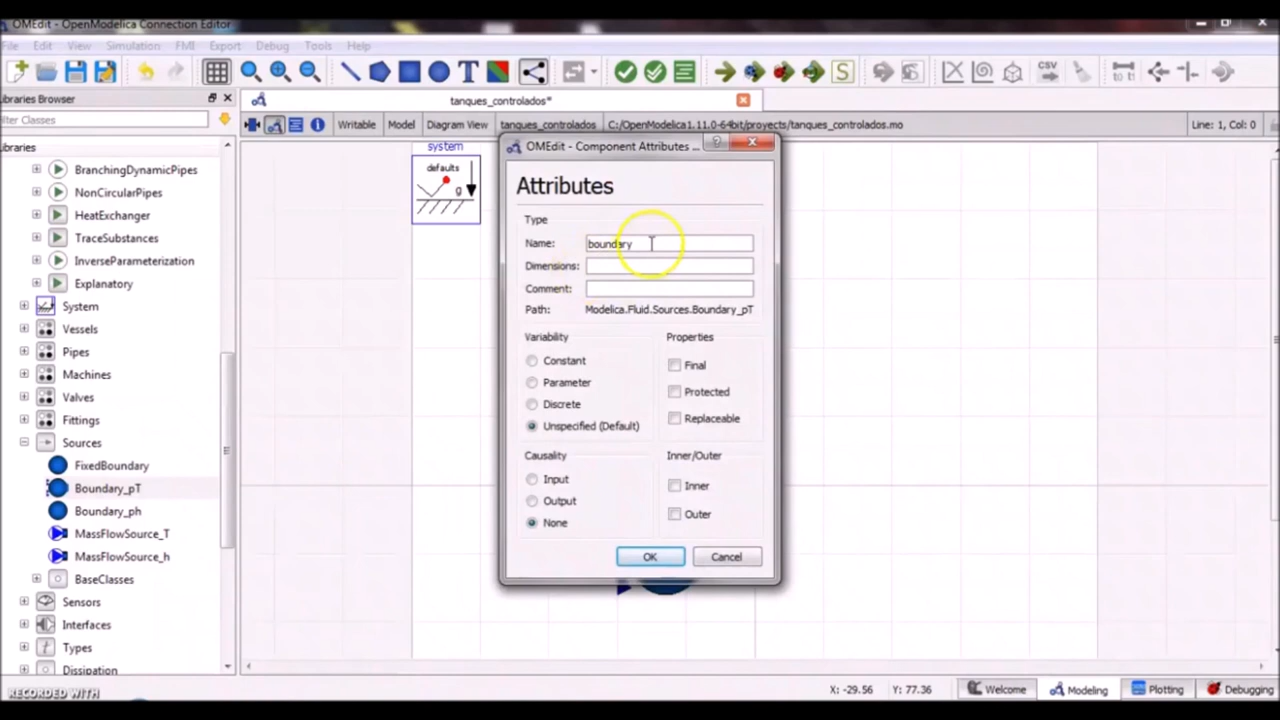 OMEdit - OpenModelica Connection Editor
File Edit View Simulation FMI Export Debug Tools Help
CSV
Libraries Browser
tanques_controlados*
Filter Classes
Writable Model Diagram View tanques_controlados C:/OpenModelica1.11.0-64bit/proyects/tanques_controlados.mo Line: 1, Col: 0
Libraries
BranchingDynamicPipes
NonCircularPipes
HeatExchanger
TraceSubstances
InverseParameterization
Explanatory
System
Vessels
Pipes
Machines
Valves
Fittings
Sources
FixedBoundary
Boundary_pT
Boundary_ph
MassFlowSource_T
MassFlowSource_h
BaseClasses
Sensors
Interfaces
Types
Dissipation
system
defaults
g
OMEdit - Component Attributes ...
Attributes
Type
Name: boundary
Dimensions:
Comment:
Path: Modelica.Fluid.Sources.Boundary_pT
Variability
Constant
Parameter
Discrete
Unspecified (Default)
Properties
Final
Protected
Replaceable
Causality
Input
Output
None
Inner/Outer
Inner
Outer
OK Cancel
RECORDED WITH
X: -29.56 Y: 77.36 Welcome Modeling Plotting Debugging